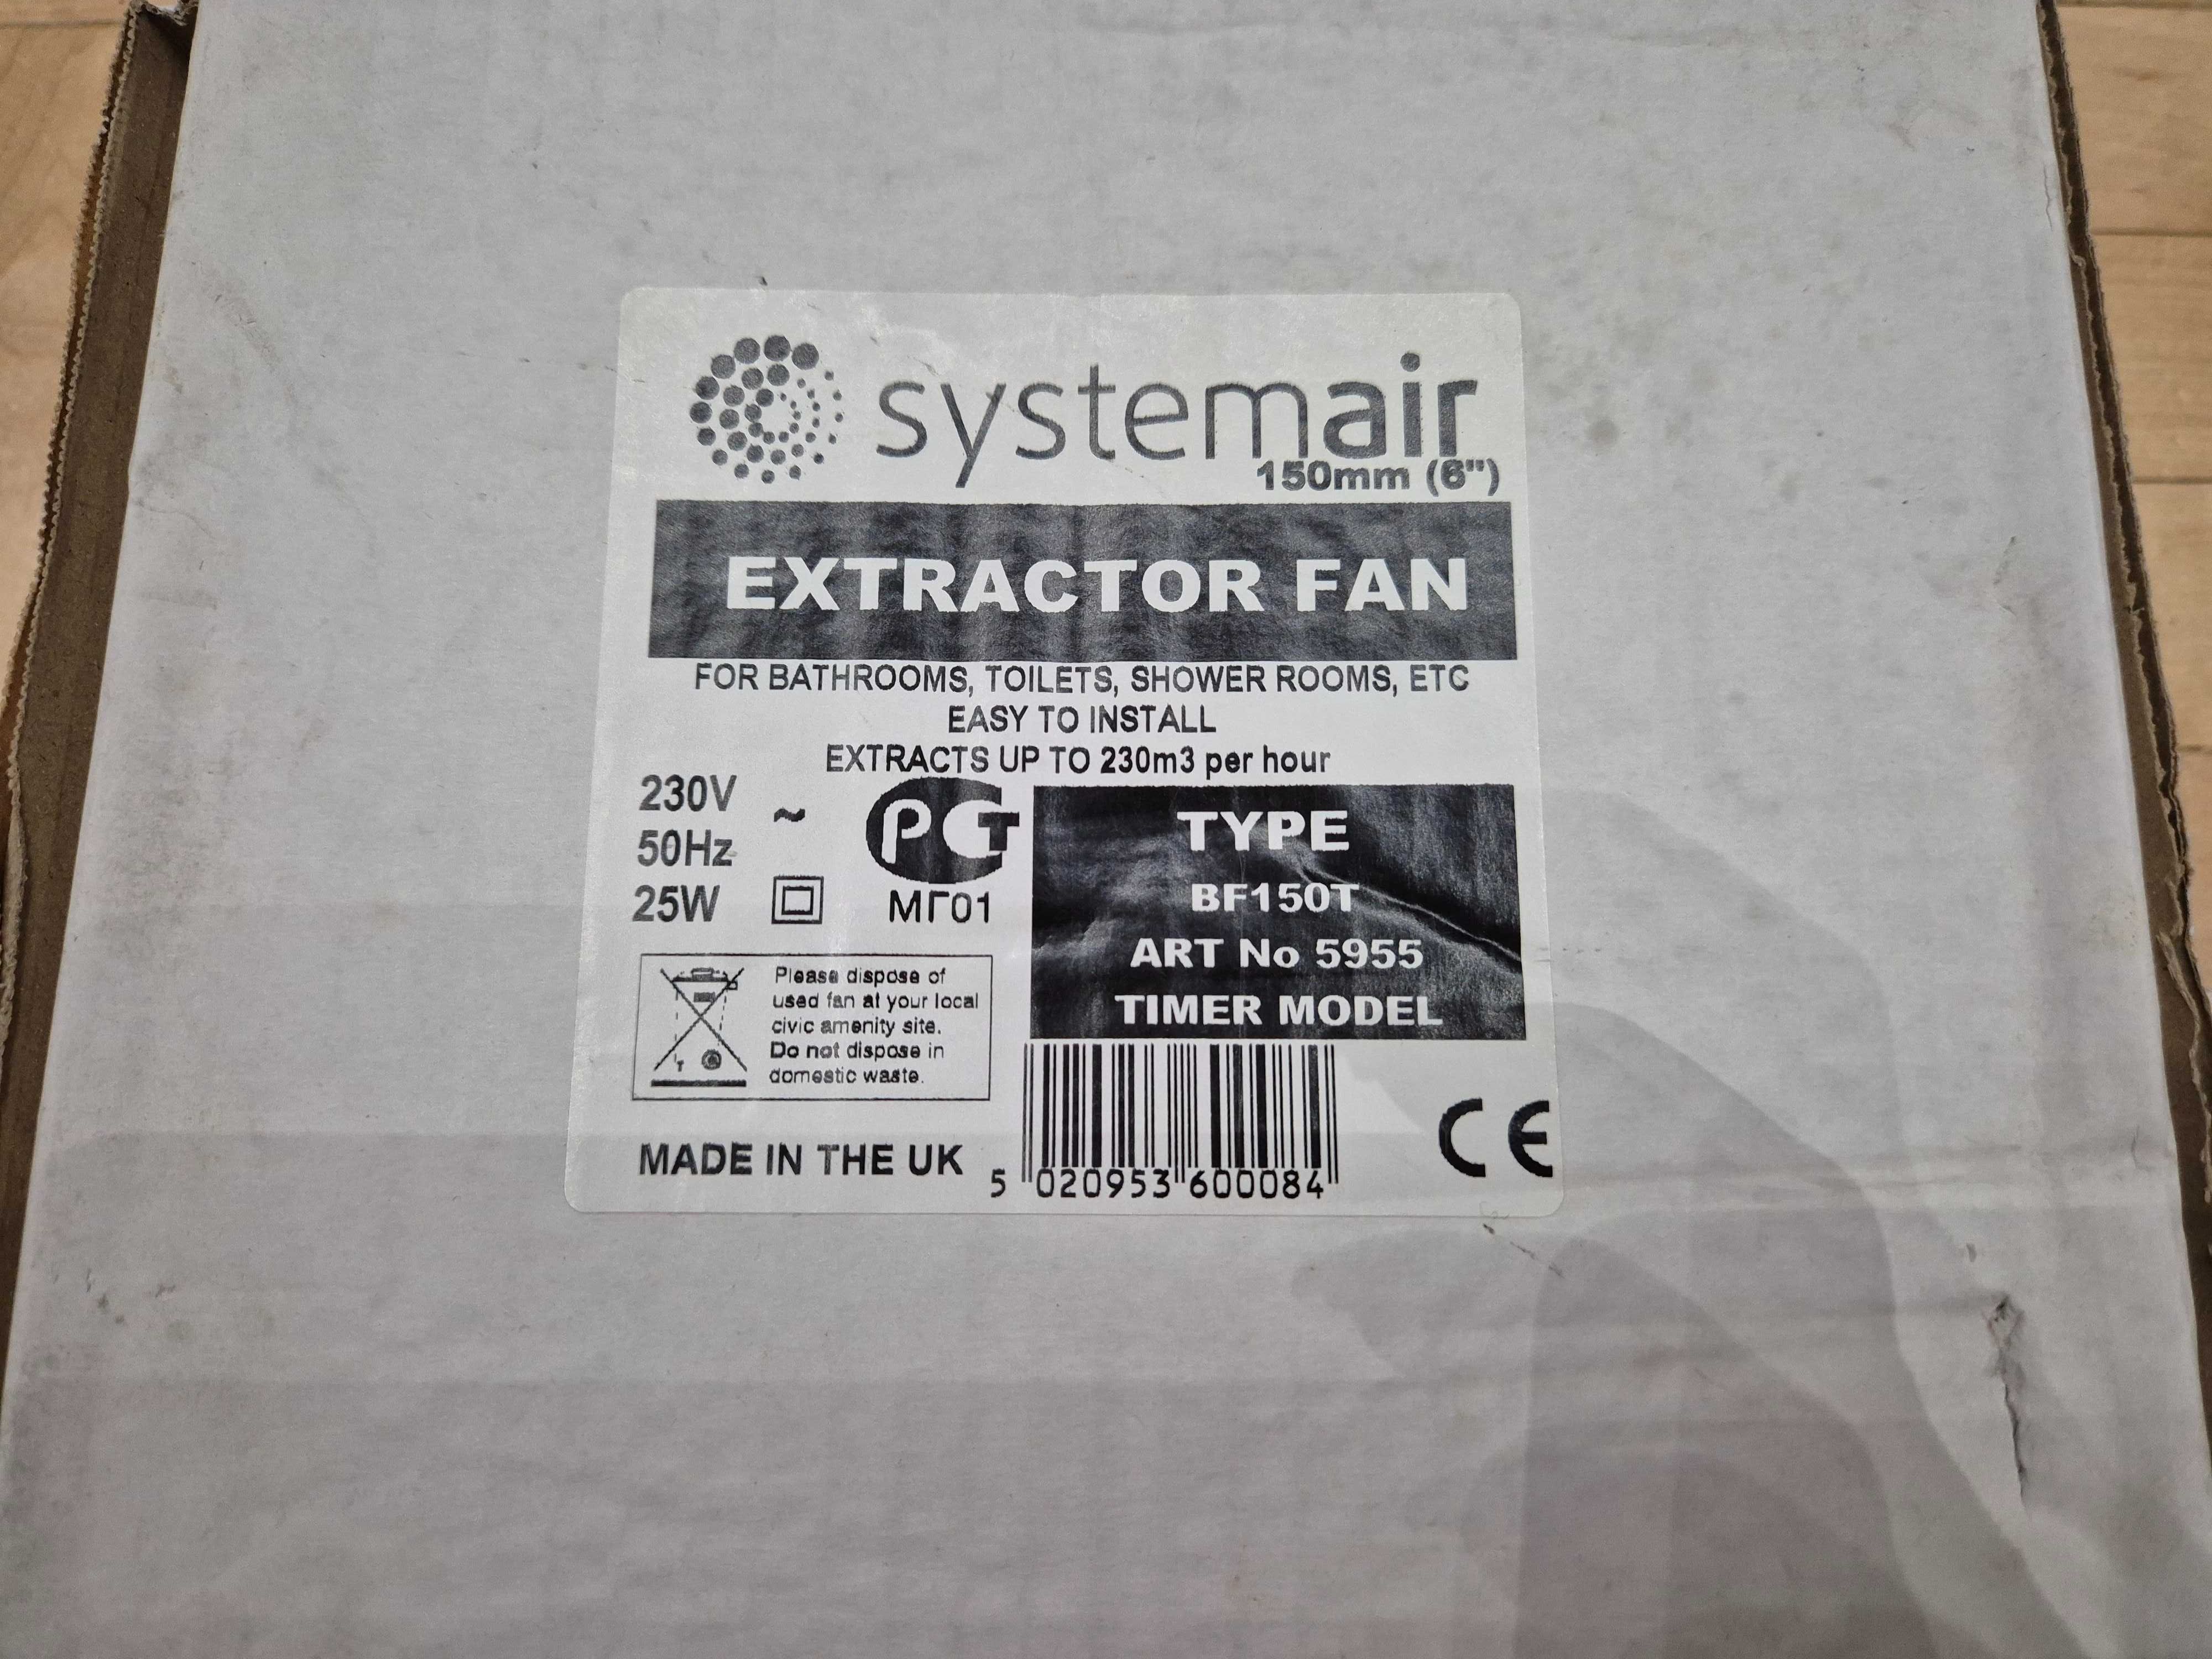 systemair
150mm (6")
EXTRACTOR FAN
FOR BATHROOMS, TOILETS, SHOWER ROOMS, ETC
EASY TO INSTALL
EXTRACTS UP TO 230m3 per hour
230V ~
50Hz
25W
РСТ
МГ01
TYPE
BF150T
ART No 5955
TIMER MODEL
Please dispose of
used fan at your local
civic amenity site.
Do not dispose in
domestic waste.
MADE IN THE UK
5 020953 600084
CE